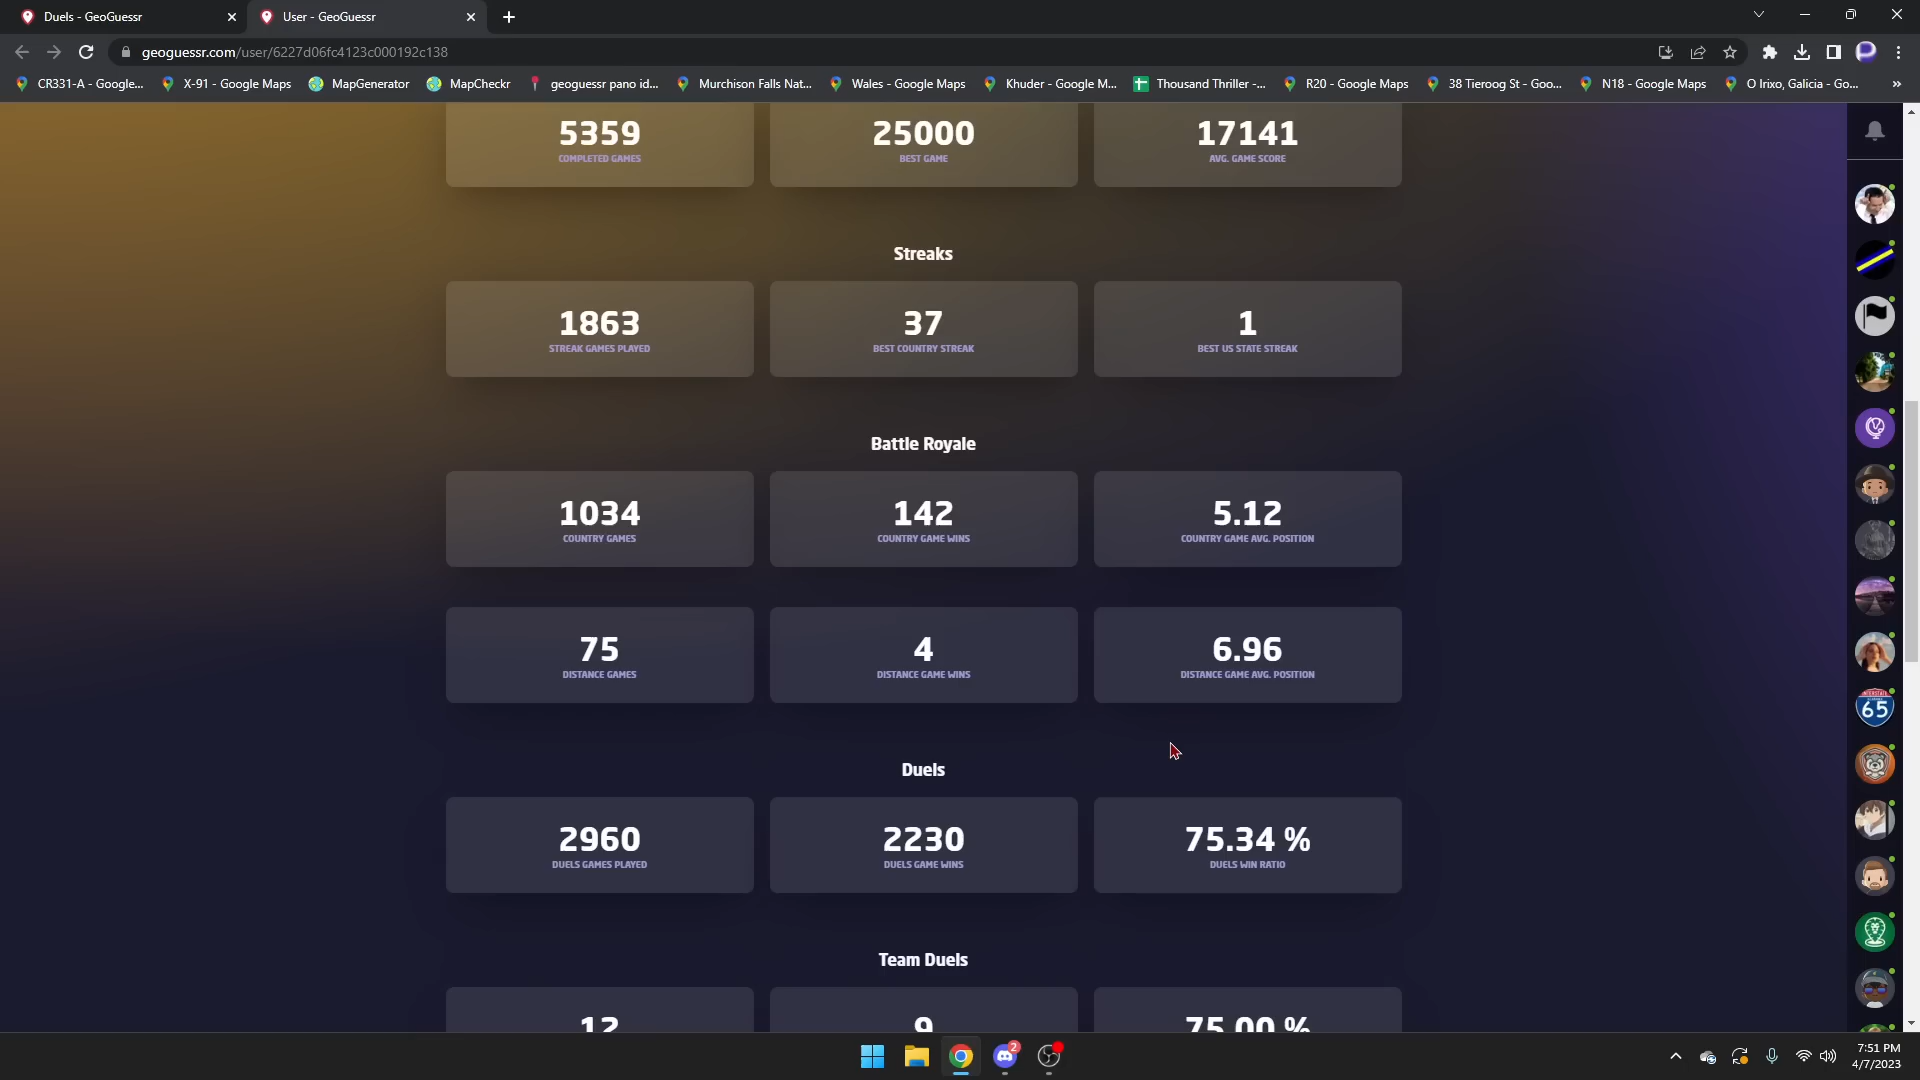 Duels - GeoGuessr
User - GeoGuessr
geoguessr.com/user/6227d06fc4123c000192c138
CR331-A - Google... X-91 - Google Maps MapGenerator MapCheckr geoguessr pano id... Murchison Falls Nat... Wales - Google Maps Khuder - Google M... Thousand Thriller -... R20 - Google Maps 38 Tieroog St - Goo... N18 - Google Maps O Irixo, Galicia - Go... »
5359 25000 17141
COMPLETED GAMES BEST GAME AVG. GAME SCORE
Streaks
1863 37 1
STREAK GAMES PLAYED BEST COUNTRY STREAK BEST US STATE STREAK
Battle Royale
1034 142 5.12
COUNTRY GAMES COUNTRY GAME WINS COUNTRY GAME AVG. POSITION
75 4 6.96
DISTANCE GAMES DISTANCE GAME WINS DISTANCE GAME AVG. POSITION
INTERSTATE
65
Duels
2960 2230 75.34 %
DUELS GAMES PLAYED DUELS GAME WINS DUELS WIN RATIO
Team Duels
12 9 75.00 %
2
7:51 PM
4/7/2023